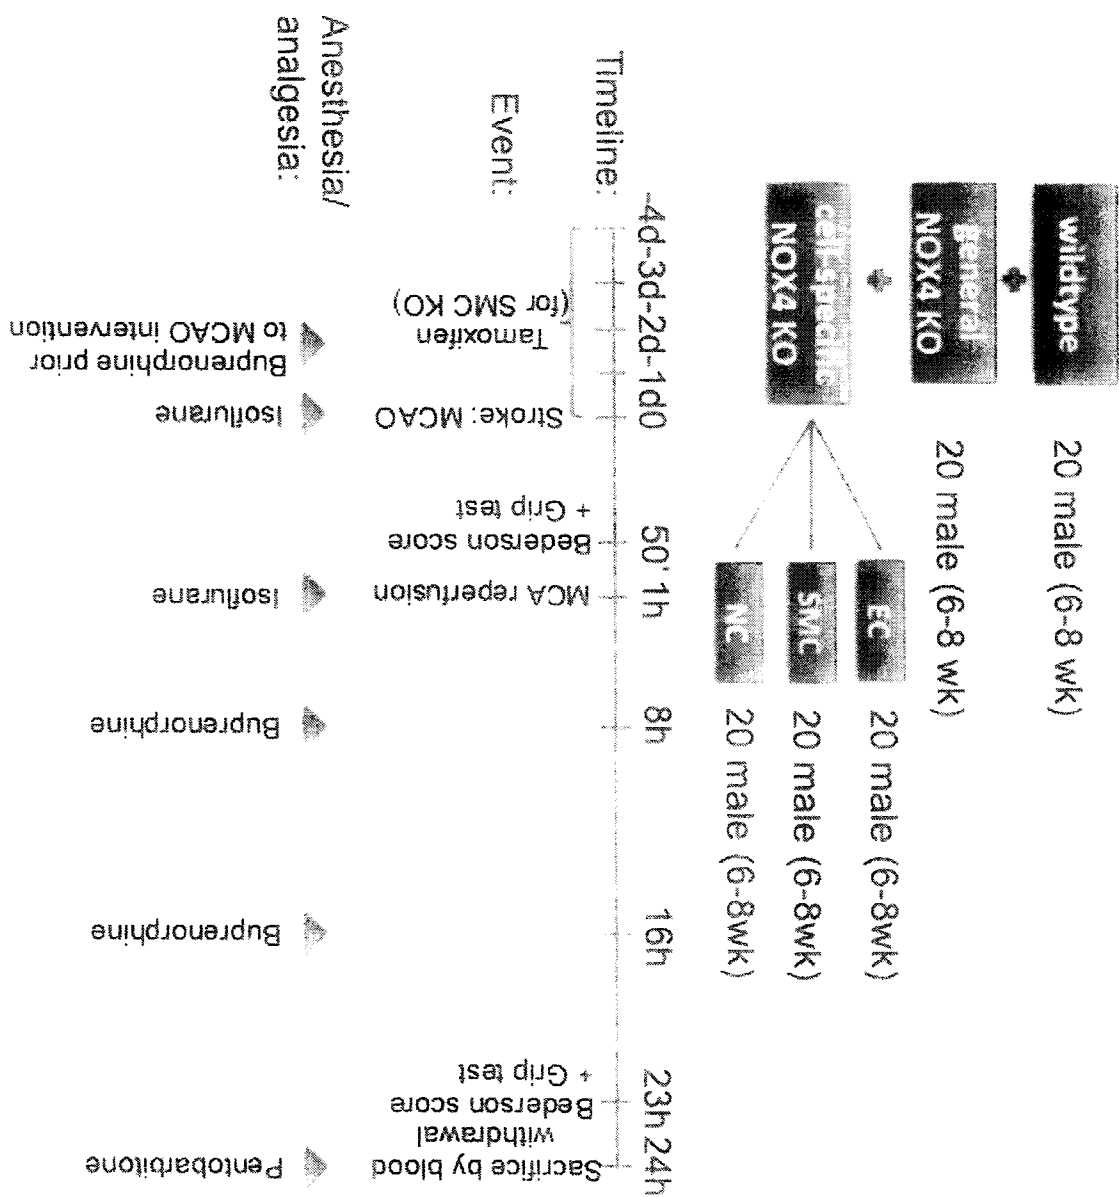 wildtype
20 male (6-8 wk)
general
NOX4 KO
20 male (6-8 wk)
cell-specific
NOX4 KO
EC
20 male (6-8wk)
SMC
20 male (6-8wk)
NC
20 male (6-8wk)
Timeline:
-4d-3d-2d-1d0
50' 1h
8h
16h
23h 24h
Event:
Tamoxifen
(for SMC KO)
Stroke: MCAO
Bederson score
+ Grip test
MCA reperfusion
Bederson score
+ Grip test
Sacrifice by blood
withdrawal
Anesthesia/
analgesia:
Buprenorphine prior
to MCAO intervention
Isoflurane
Isoflurane
Buprenorphine
Buprenorphine
Pentobarbitone